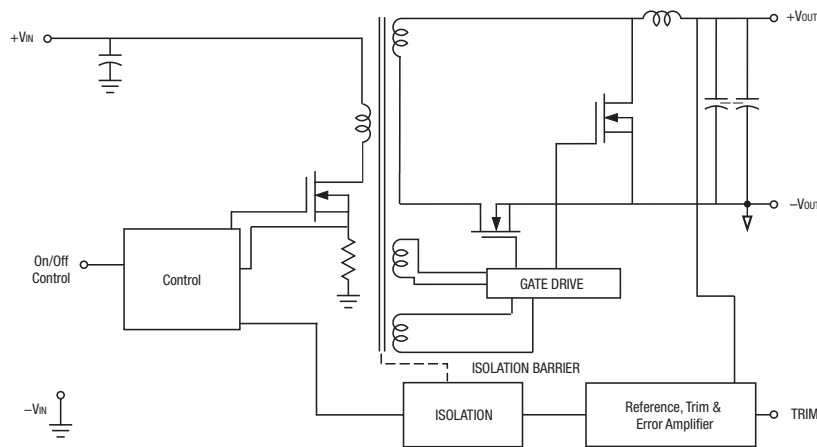 +VIN
+VOUT
−VOUT
On/Off
Control
Control
GATE DRIVE
ISOLATION BARRIER
−VIN
ISOLATION
Reference, Trim &
Error Amplifier
TRIM